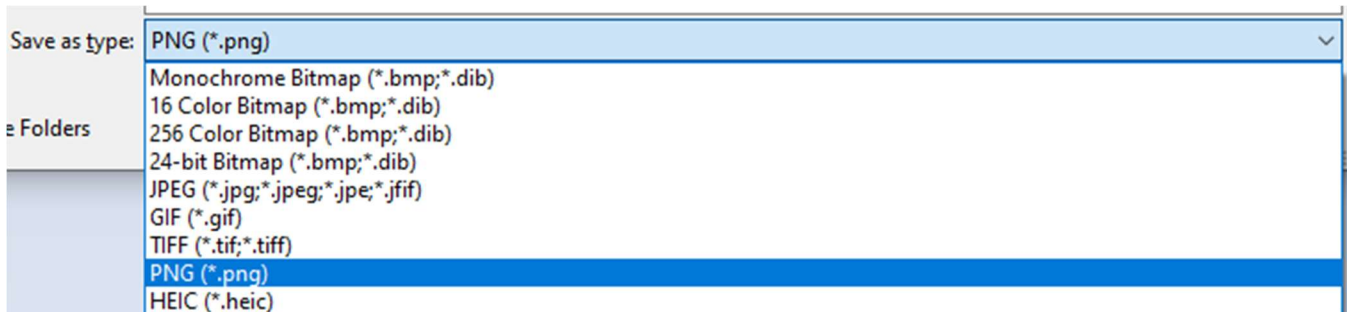 Save as type: PNG (*.png)
Monochrome Bitmap (*.bmp;*.dib)
16 Color Bitmap (*.bmp;*.dib)
e Folders
256 Color Bitmap (*.bmp;*.dib)
24-bit Bitmap (*.bmp;*.dib)
JPEG (*.jpg;*.jpeg;*.jpe;*.jfif)
GIF (*.gif)
TIFF (*.tif;*.tiff)
PNG (*.png)
HEIC (*.heic)